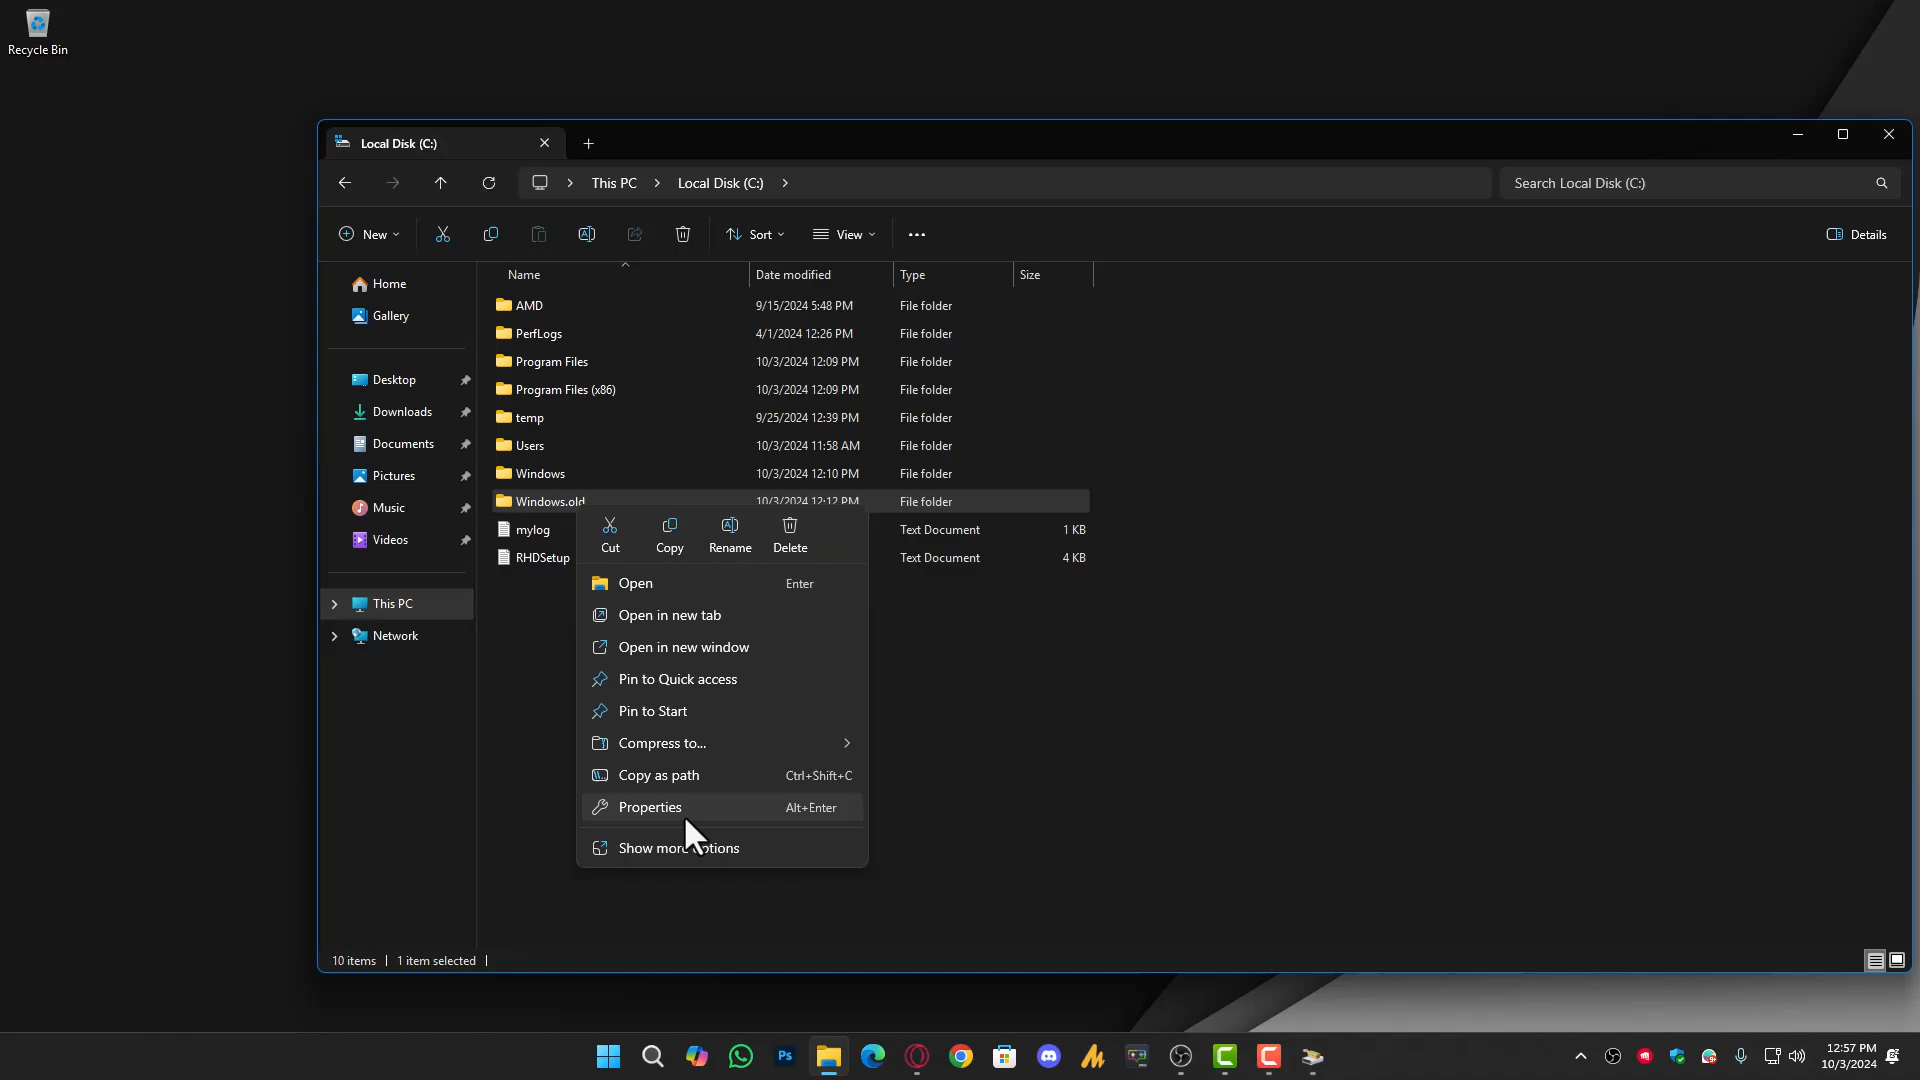 Recycle Bin
Local Disk (C:)
This PC
Local Disk (C:)
Search Local Disk (C:)
New
Sort
View
Details
Name
Date modified
Type
Size
Home
Gallery
Desktop
Downloads
Documents
Pictures
Music
Videos
This PC
Network
AMD 9/15/2024 5:48 PM File folder
PerfLogs 4/1/2024 12:26 PM File folder
Program Files 10/3/2024 12:09 PM File folder
Program Files (x86) 10/3/2024 12:09 PM File folder
temp 9/25/2024 12:39 PM File folder
Users 10/3/2024 11:58 AM File folder
Windows 10/3/2024 12:10 PM File folder
Windows.old 10/3/2024 12:12 PM File folder
mylog Text Document 1 KB
RHDSetup Text Document 4 KB
Cut
Copy
Rename
Delete
Open Enter
Open in new tab
Open in new window
Pin to Quick access
Pin to Start
Compress to...
Copy as path Ctrl+Shift+C
Properties Alt+Enter
Show more options
10 items
1 item selected
Ps
12:57 PM
10/3/2024